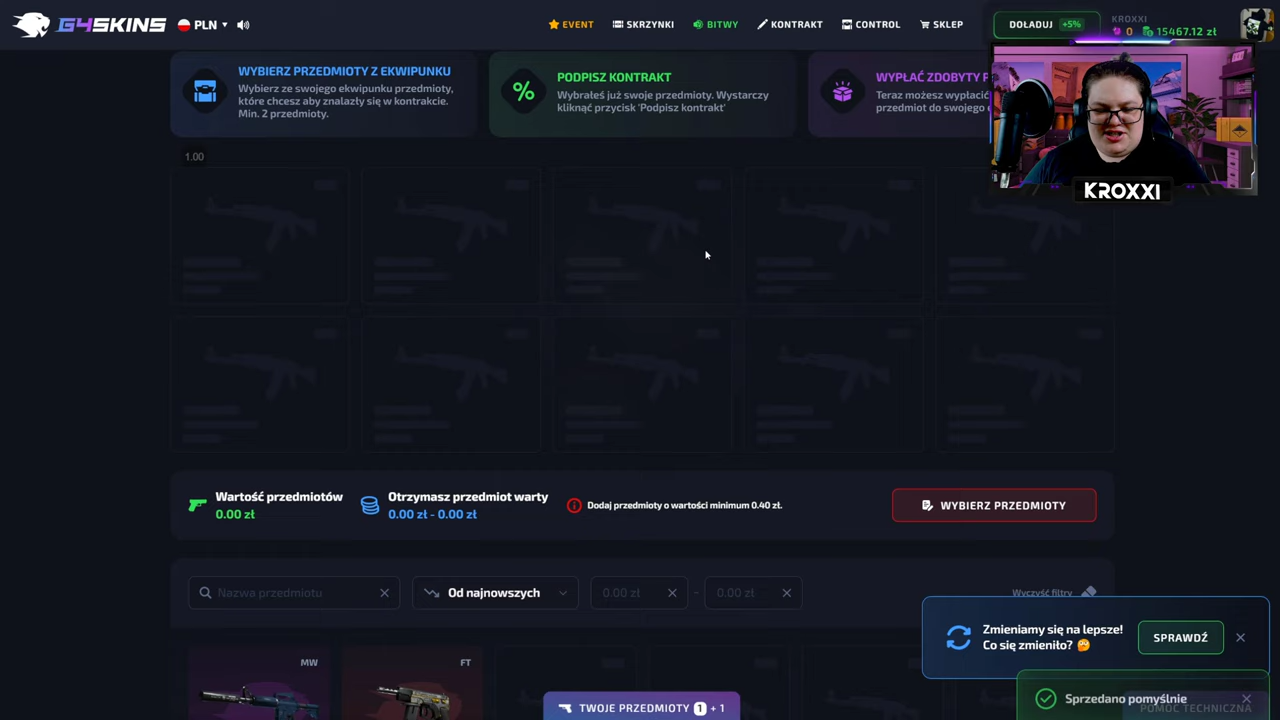 G4SKINS
PLN
EVENT
SKRZYNKI
BITWY
KONTRAKT
CONTROL
SKLEP
DOŁADUJ +5%
KROXXI
0 15467.12 zł
WYBIERZ PRZEDMIOTY Z EKWIPUNKU
Wybierz ze swojego ekwipunku przedmioty,
które chcesz aby znalazły się w kontrakcie.
Min. 2 przedmioty.
PODPISZ KONTRAKT
Wybrałeś już swoje przedmioty. Wystarczy
kliknąć przycisk 'Podpisz kontrakt'
WYPŁAĆ ZDOBYTY P
Teraz możesz wypłacić
przedmiot do swojego
KROXXI
1.00
Wartość przedmiotów
0.00 zł
Otrzymasz przedmiot warty
0.00 zł - 0.00 zł
Dodaj przedmioty o wartości minimum 0.40 zł.
WYBIERZ PRZEDMIOTY
Nazwa przedmiotu
Od najnowszych
0.00 zł - 0.00 zł
Wyczyść filtry
Zmieniamy się na lepsze!
Co się zmieniło?
SPRAWDŹ
MW
FT
TWOJE PRZEDMIOTY 1 + 1
Sprzedano pomyślnie
POMOC TECHNICZNA